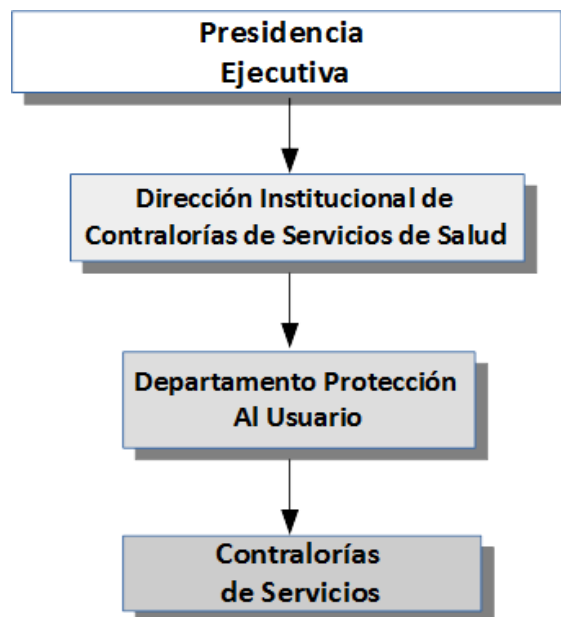 Presidencia
Ejecutiva
Dirección Institucional de
Contralorías de Servicios de Salud
Departamento Protección
Al Usuario
Contralorías
de Servicios